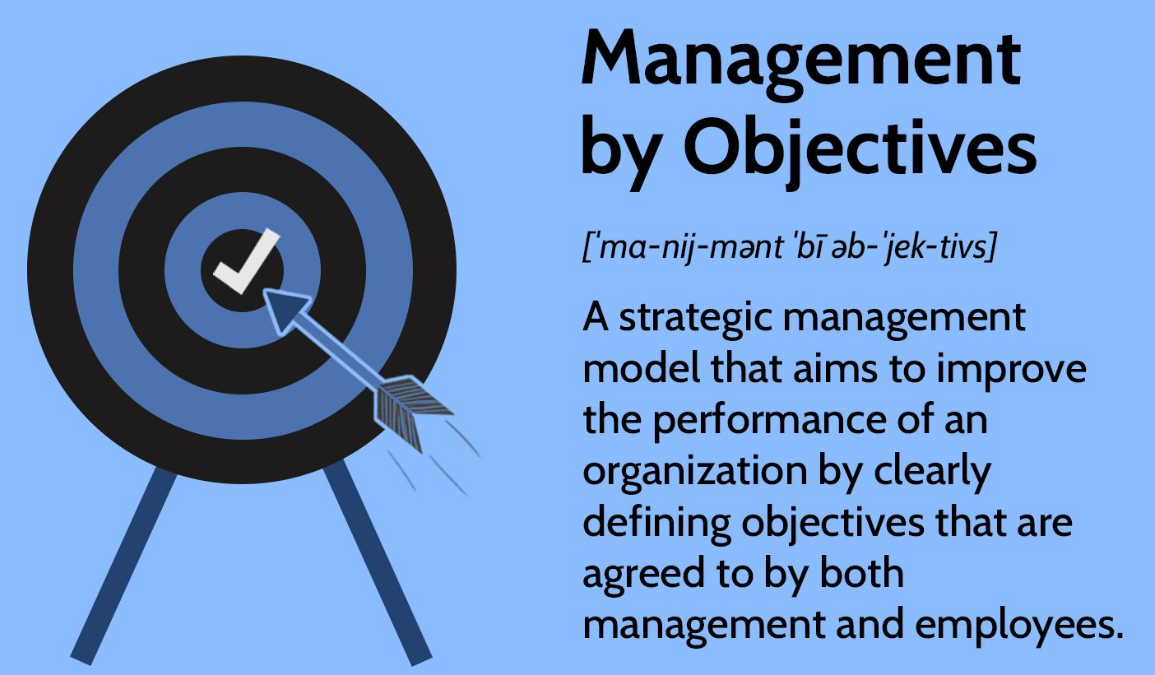 Management
by Objectives
[ˈma-nij-mənt ˈbī əb-ˈjek-tivs]
A strategic management
model that aims to improve
the performance of an
organization by clearly
defining objectives that are
agreed to by both
management and employees.